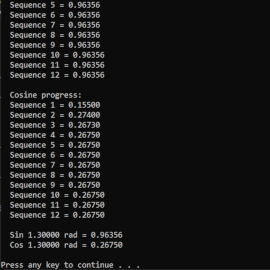 Sequence 5 = 0.96356
Sequence 6 = 0.96356
Sequence 7 = 0.96356
Sequence 8 = 0.96356
Sequence 9 = 0.96356
Sequence 10 = 0.96356
Sequence 11 = 0.96356
Sequence 12 = 0.96356
Cosine progress:
Sequence 1 = 0.15500
Sequence 2 = 0.27400
Sequence 3 = 0.26730
Sequence 4 = 0.26750
Sequence 5 = 0.26750
Sequence 6 = 0.26750
Sequence 7 = 0.26750
Sequence 8 = 0.26750
Sequence 9 = 0.26750
Sequence 10 = 0.26750
Sequence 11 = 0.26750
Sequence 12 = 0.26750
Sin 1.30000 rad = 0.96356
Cos 1.30000 rad = 0.26750
Press any key to continue . . .